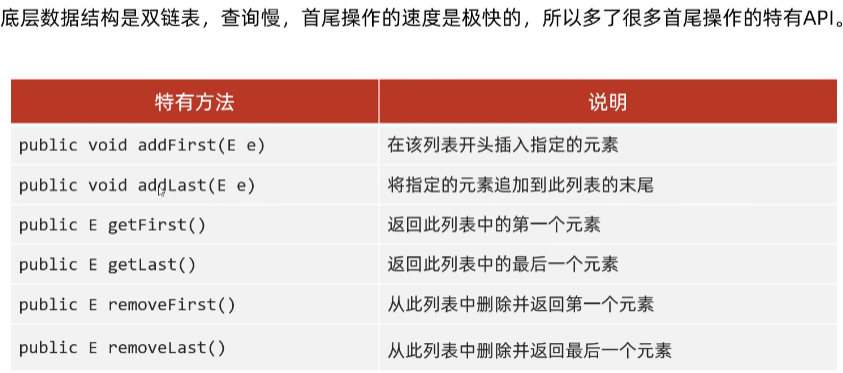 底层数据结构是双链表，查询慢，首尾操作的速度是极快的，所以多了很多首尾操作的特有API。
特有方法 说明
public void addFirst(E e) 在该列表开头插入指定的元素
public void addLast(E e) 将指定的元素追加到此列表的末尾
public E getFirst() 返回此列表中的第一个元素
public E getLast() 返回此列表中的最后一个元素
public E removeFirst() 从此列表中删除并返回第一个元素
public E removeLast() 从此列表中删除并返回最后一个元素